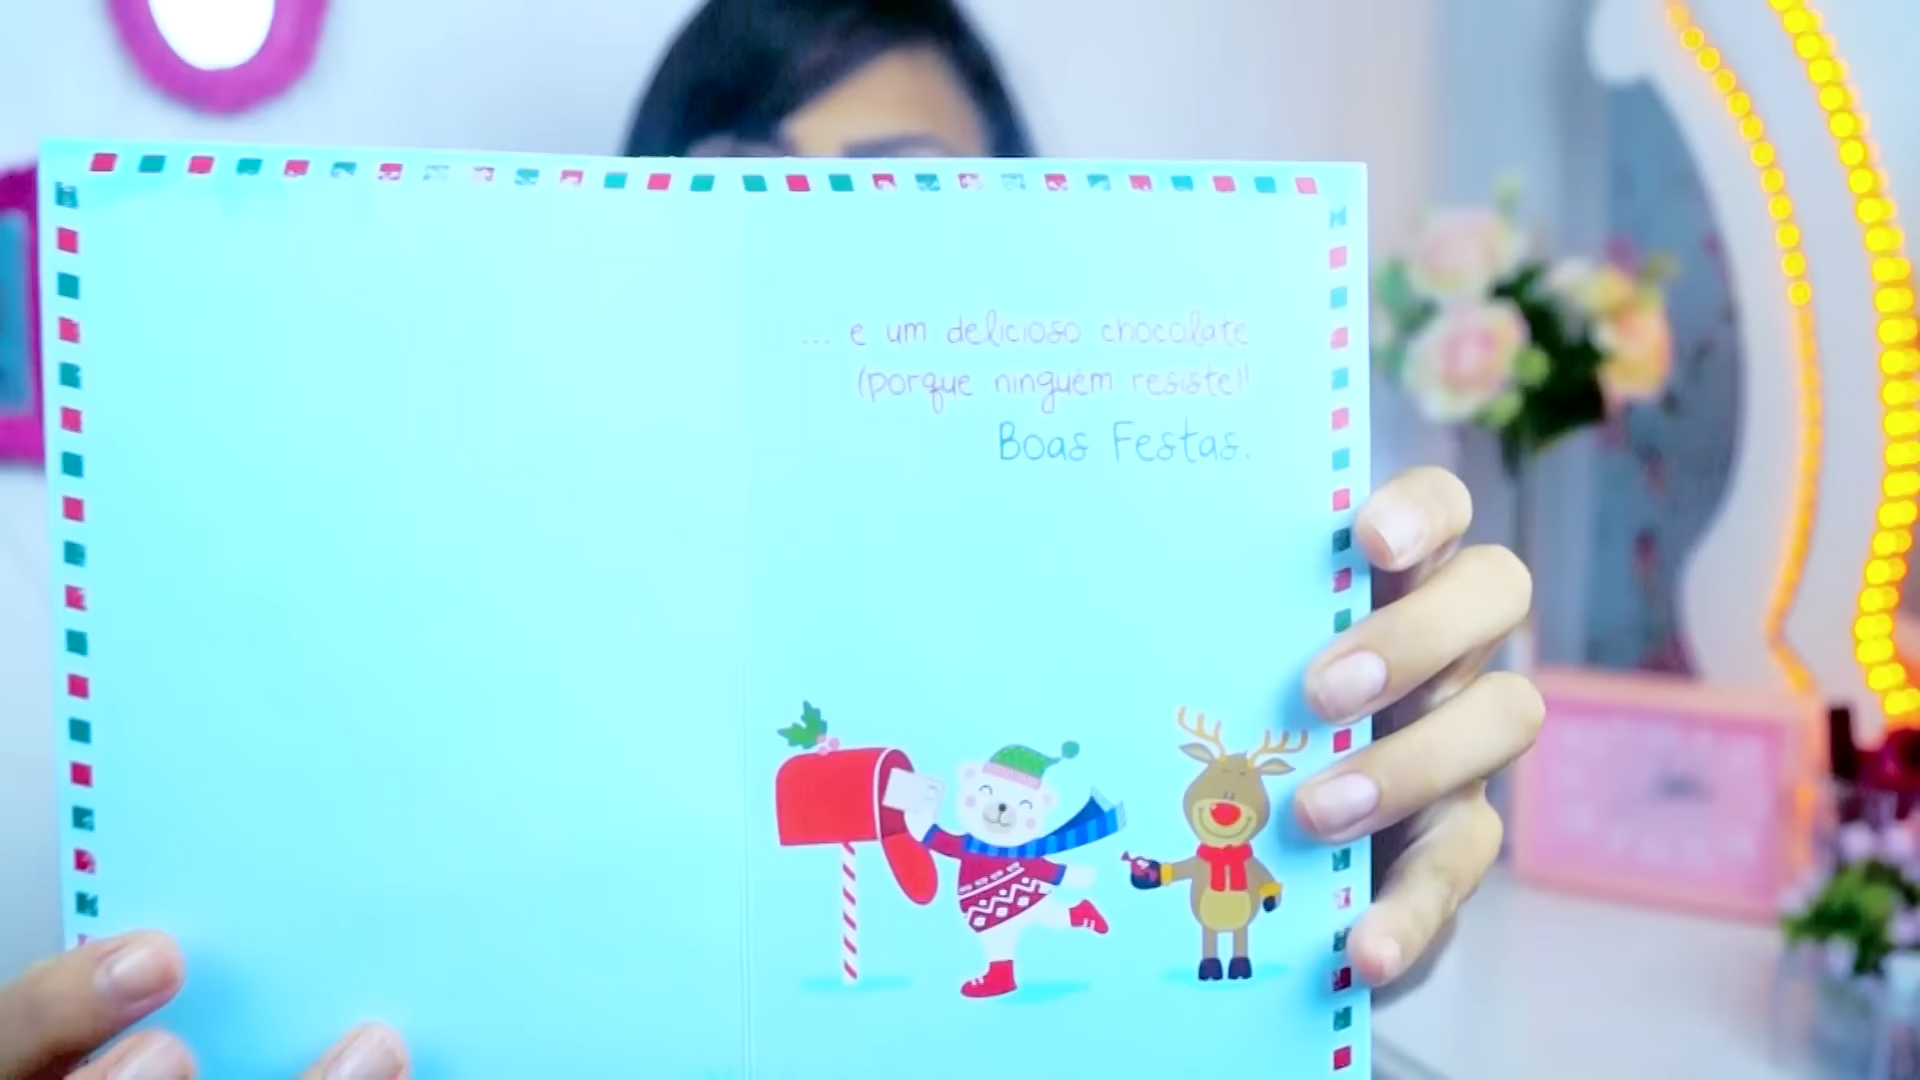 ... e um delicioso chocolate
(porque ninguém resiste)!
Boas Festas.